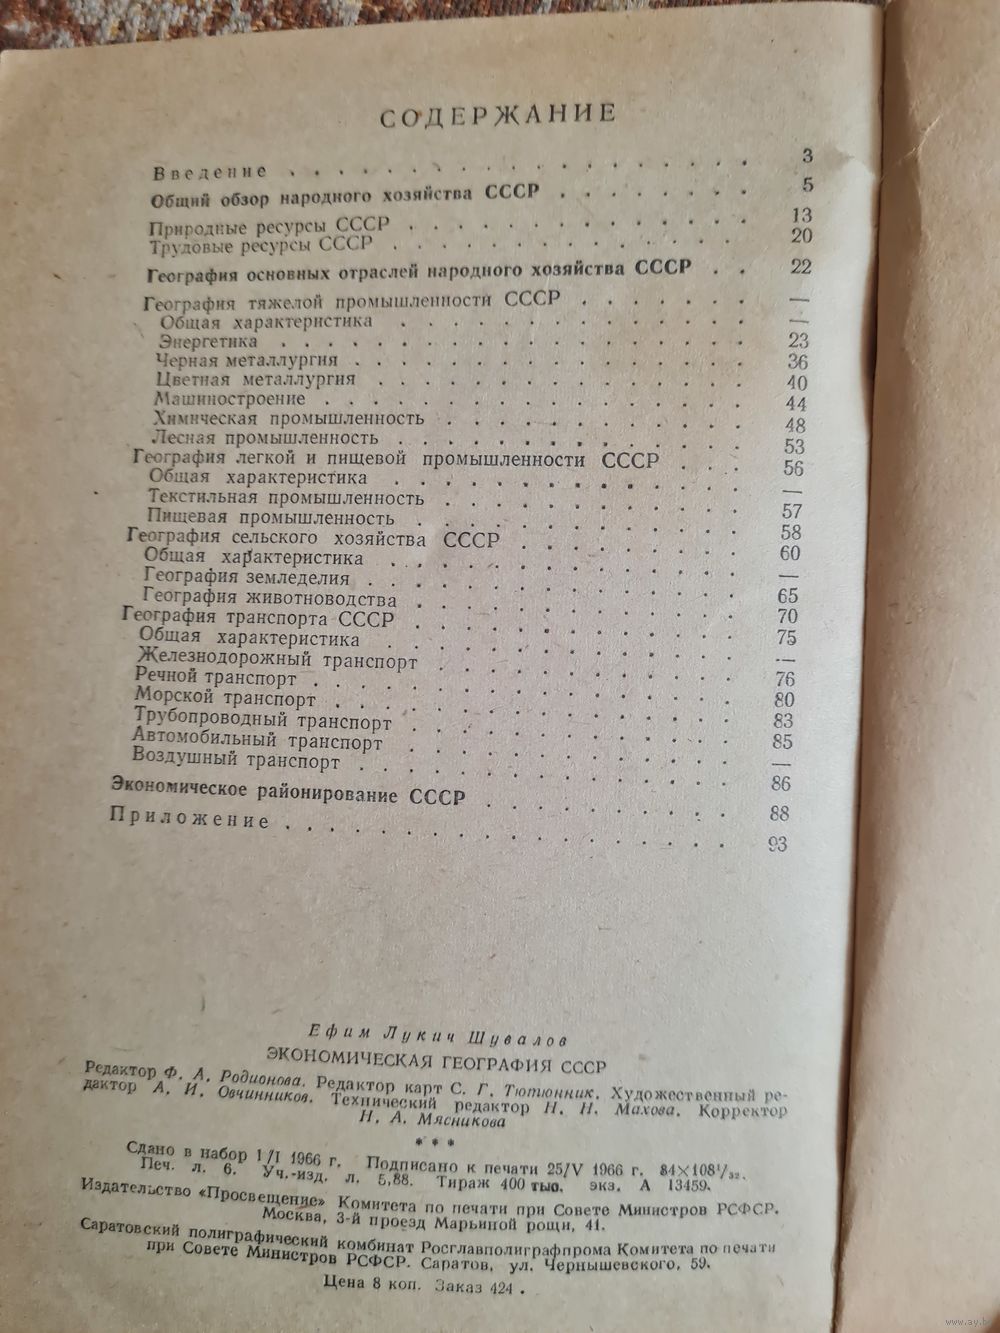 СОДЕРЖАНИЕ
Введение . . . . . . . . . . . . . . . . . . 3
Общий обзор народного хозяйства СССР . . . . . . . . 5
Природные ресурсы СССР . . . . . . . . . . . . . 13
Трудовые ресурсы СССР . . . . . . . . . . . . . 20
География основных отраслей народного хозяйства СССР . . 22
География тяжелой промышленности СССР . . . . . . . —
Общая характеристика . . . . . . . . . . . . . . —
Энергетика . . . . . . . . . . . . . . . . . 23
Черная металлургия . . . . . . . . . . . . . . . 36
Цветная металлургия . . . . . . . . . . . . . . 40
Машиностроение . . . . . . . . . . . . . . . . 44
Химическая промышленность . . . . . . . . . . . . 48
Лесная промышленность . . . . . . . . . . . . . . 53
География легкой и пищевой промышленности СССР . . . 56
Общая характеристика . . . . . . . . . . . . . . —
Текстильная промышленность . . . . . . . . . . . . 57
Пищевая промышленность . . . . . . . . . . . . . 58
География сельского хозяйства СССР . . . . . . . . . 60
Общая характеристика . . . . . . . . . . . . . . —
География земледелия . . . . . . . . . . . . . . 65
География животноводства . . . . . . . . . . . . . 70
География транспорта СССР . . . . . . . . . . . . . 75
Общая характеристика . . . . . . . . . . . . . . —
Железнодорожный транспорт . . . . . . . . . . . . 76
Речной транспорт . . . . . . . . . . . . . . . . 80
Морской транспорт . . . . . . . . . . . . . . . 83
Трубопроводный транспорт . . . . . . . . . . . . . 85
Автомобильный транспорт . . . . . . . . . . . . . —
Воздушный транспорт . . . . . . . . . . . . . . . 86
Экономическое районирование СССР . . . . . . . . . . 88
Приложение . . . . . . . . . . . . . . . . . 93
Ефим Лукич Шувалов
ЭКОНОМИЧЕСКАЯ ГЕОГРАФИЯ СССР
Редактор Ф. А. Родионова. Редактор карт С. Г. Тютюнник. Художественный ре-
дактор А. И. Овчинников. Технический редактор Н. Н. Махова. Корректор
Н. А. Мясникова
* * *
Сдано в набор 1/I 1966 г. Подписано к печати 25/V 1966 г. 84×108¹/₃₂.
Печ. л. 6. Уч.-изд. л. 5,88. Тираж 400 тыс. экз. А 13459.
Издательство «Просвещение» Комитета по печати при Совете Министров РСФСР.
Москва, 3-й проезд Марьиной рощи, 41.
Саратовский полиграфический комбинат Росглавполиграфпрома Комитета по печати
при Совете Министров РСФСР. Саратов, ул. Чернышевского, 59.
Цена 8 коп. Заказ 424.
www.ay.by